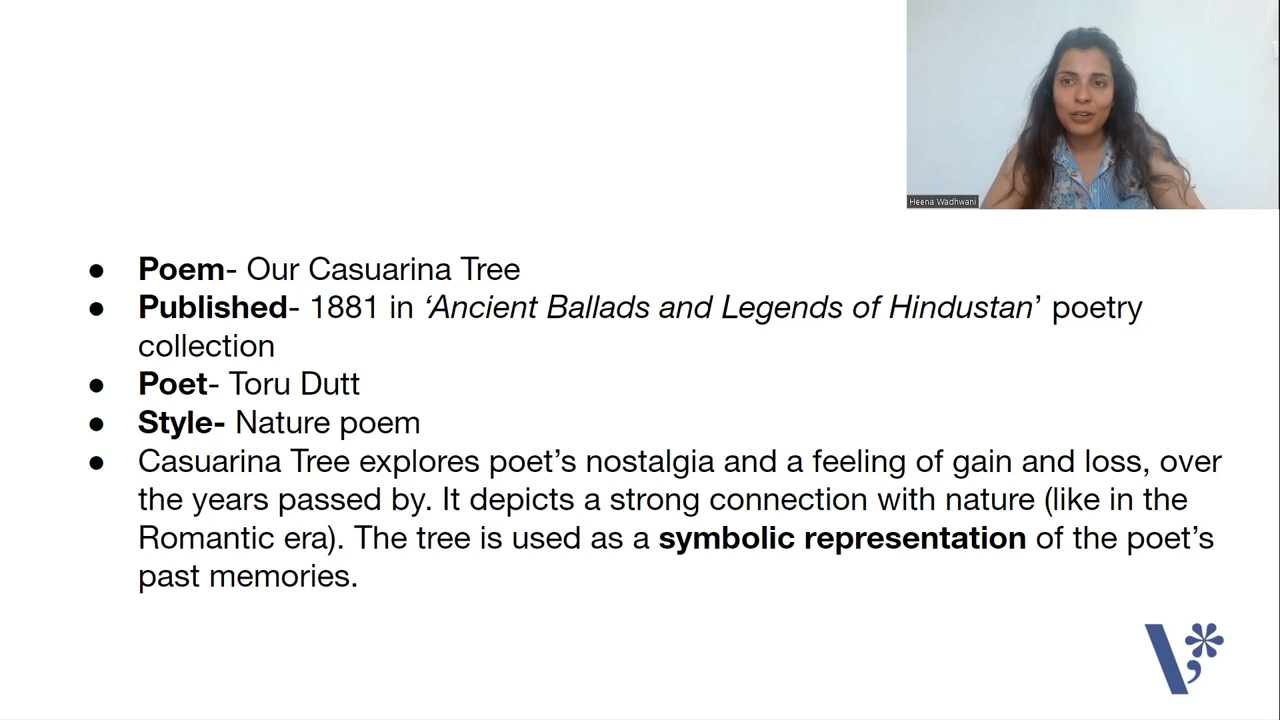 Heena Wadhwani
● Poem- Our Casuarina Tree
● Published- 1881 in ‘Ancient Ballads and Legends of Hindustan’ poetry
collection
● Poet- Toru Dutt
● Style- Nature poem
● Casuarina Tree explores poet’s nostalgia and a feeling of gain and loss, over
the years passed by. It depicts a strong connection with nature (like in the
Romantic era). The tree is used as a symbolic representation of the poet’s
past memories.